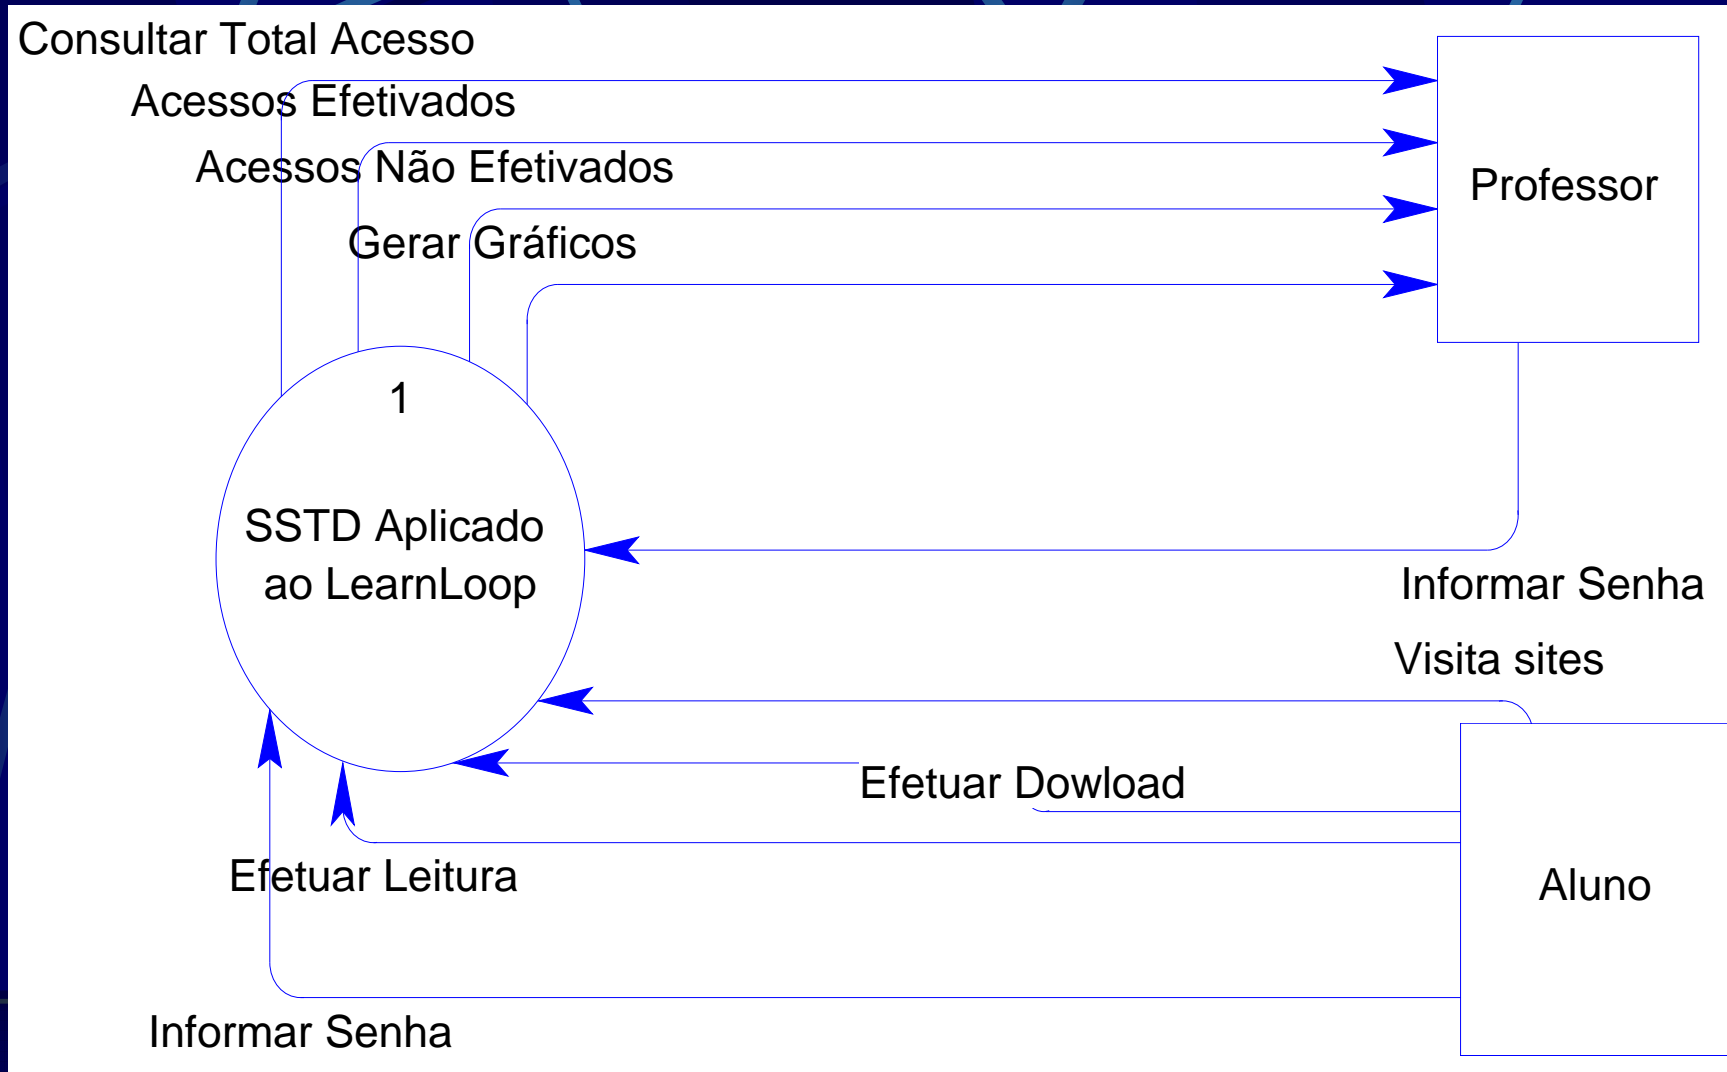 Consultar Total Acesso
Acessos Efetivados
Acessos Não Efetivados
Gerar Gráficos
Professor
1
SSTD Aplicado
ao LearnLoop
Informar Senha
Visita sites
Efetuar Dowload
Efetuar Leitura
Aluno
Informar Senha